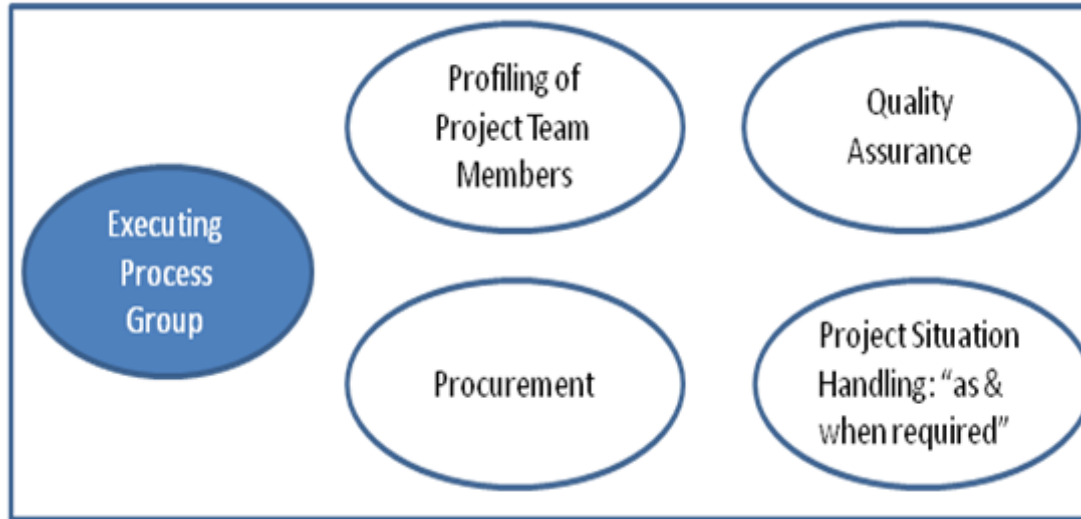 Executing
Process
Group
Profiling of
Project Team
Members
Quality
Assurance
Procurement
Project Situation
Handling: “as &
when required”